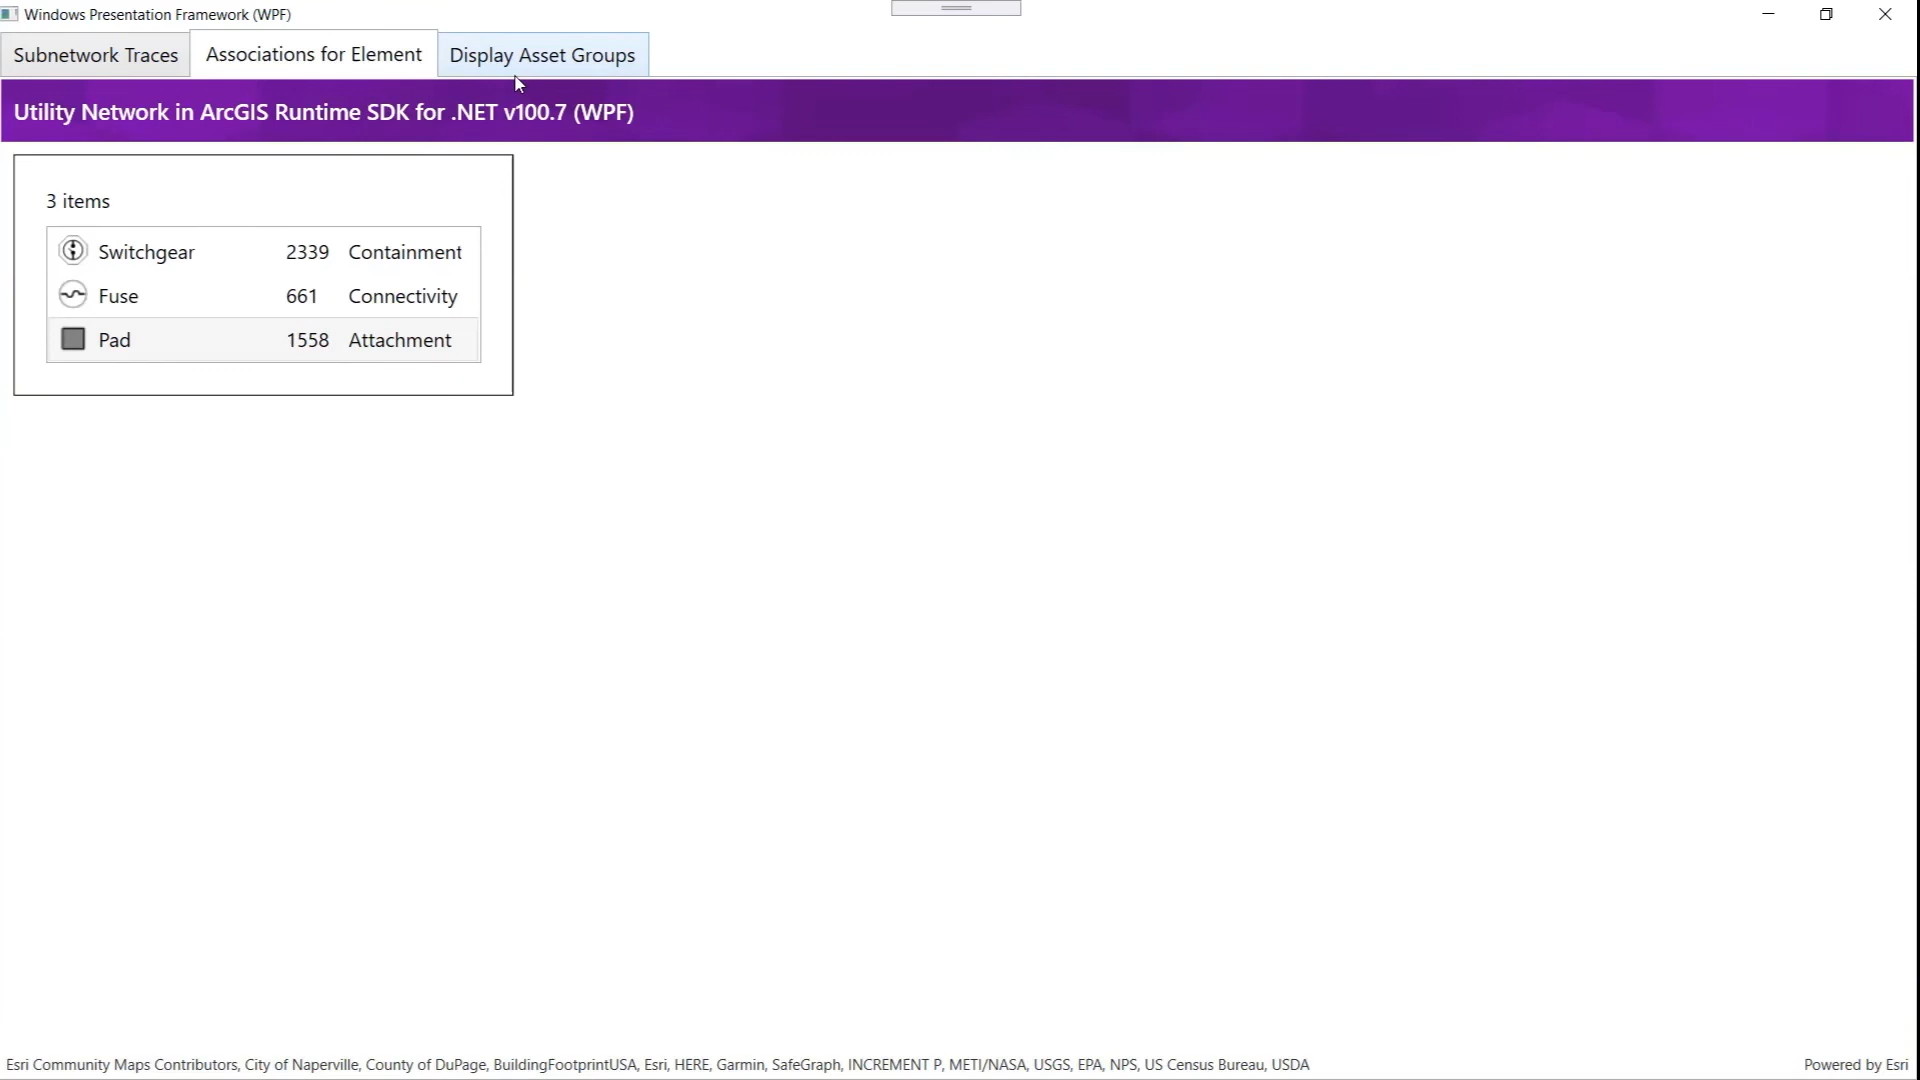 Windows Presentation Framework (WPF)
Subnetwork Traces Associations for Element Display Asset Groups
Utility Network in ArcGIS Runtime SDK for .NET v100.7 (WPF)
3 items
Switchgear 2339 Containment
Fuse 661 Connectivity
Pad 1558 Attachment
Esri Community Maps Contributors, City of Naperville, County of DuPage, BuildingFootprintUSA, Esri, HERE, Garmin, SafeGraph, INCREMENT P, METI/NASA, USGS, EPA, NPS, US Census Bureau, USDA Powered by Esri